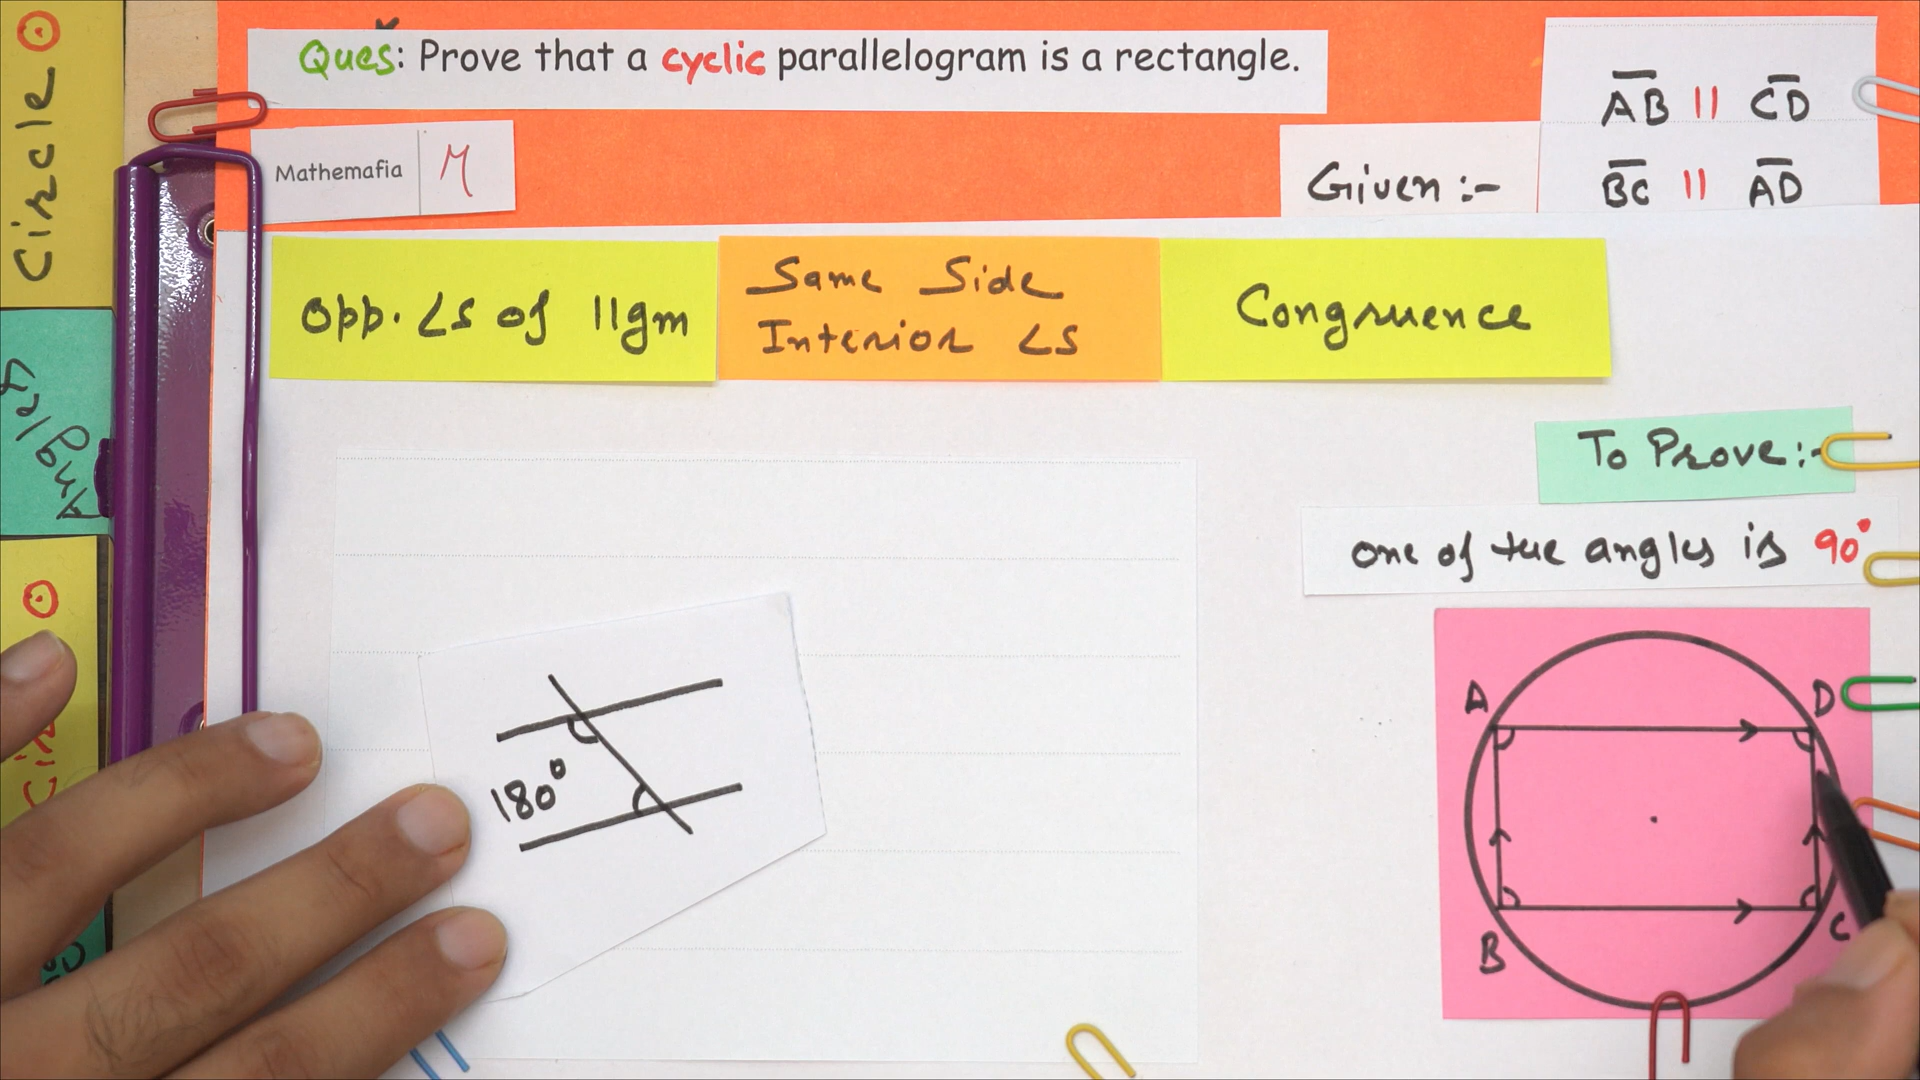 Circle
Angles
Ques: Prove that a cyclic parallelogram is a rectangle.
Mathemafia M
Given :-
AB || CD
BC || AD
Opp. ∠s of ||gm
Same Side
Interior ∠s
Congruence
To Prove:-
one of the angles is 90°
180°
A
D
B
C